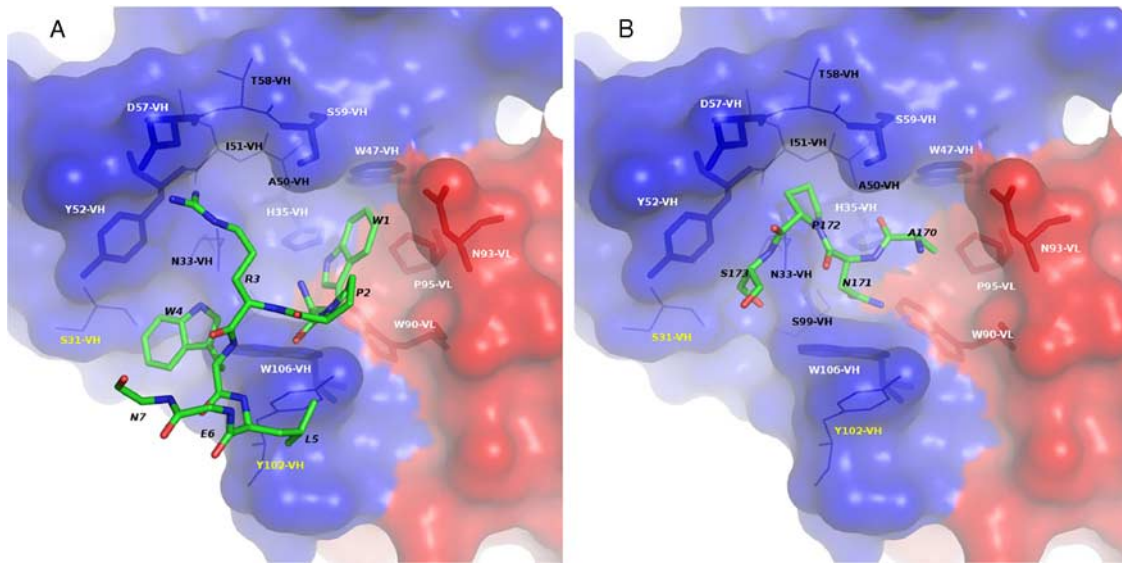 A
T58-VH
D57-VH
S59-VH
I51-VH
W47-VH
A50-VH
Y52-VH
H35-VH
W1
N93-VL
N33-VH
R3
P2
P95-VL
W4
S31-VH
W90-VL
W106-VH
N7
E6
L5
Y102-VH
B
T58-VH
D57-VH
S59-VH
I51-VH
W47-VH
A50-VH
Y52-VH
H35-VH
P172
A170
N93-VL
S173
N33-VH
N171
P95-VL
S99-VH
S31-VH
W90-VL
W106-VH
Y102-VH